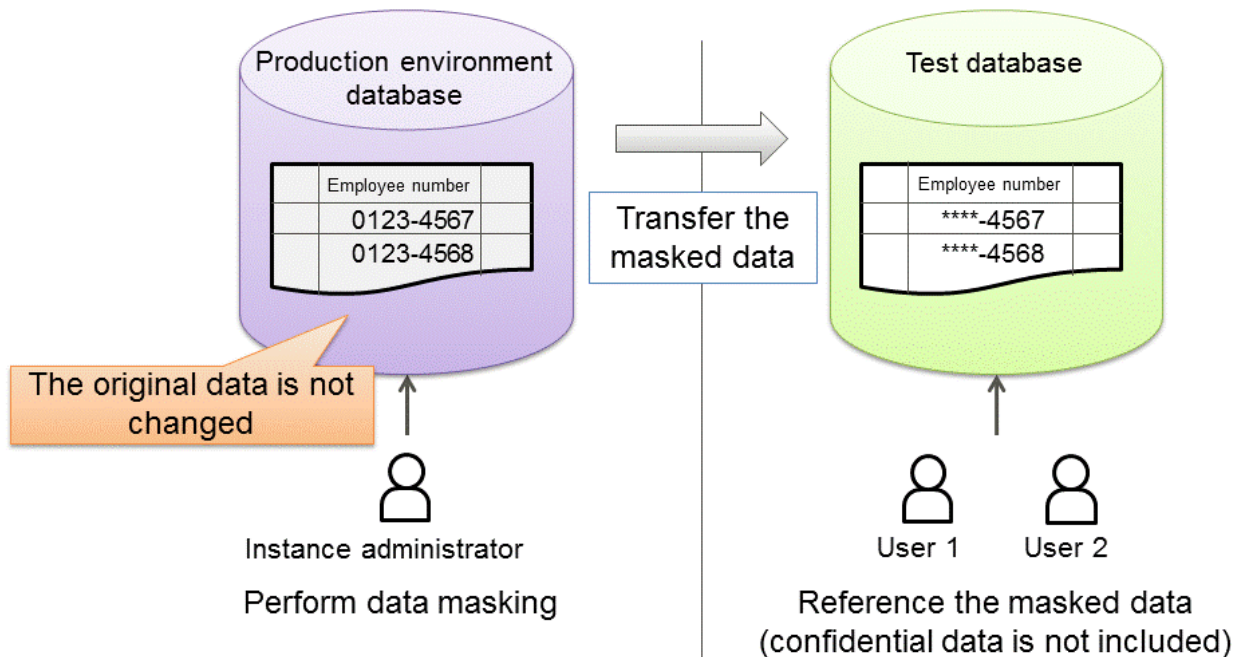 Production environment
database
Employee number
0123-4567
0123-4568
The original data is not
changed
Instance administrator
Perform data masking
Transfer the
masked data
Test database
Employee number
****-4567
****-4568
User 1
User 2
Reference the masked data
(confidential data is not included)